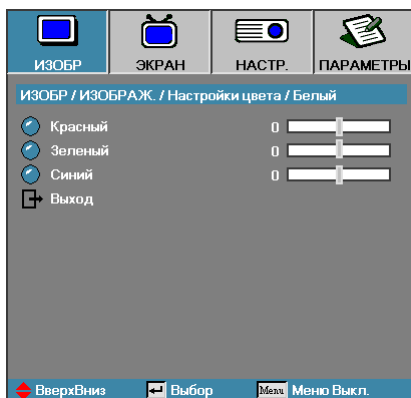 ИЗОБР ЭКРАН НАСТР. ПАРАМЕТРЫ
ИЗОБР / ИЗОБРАЖ. / Настройки цвета / Белый
Красный 0
Зеленый 0
Синий 0
Выход
ВверхВниз Выбор Menu Меню Выкл.